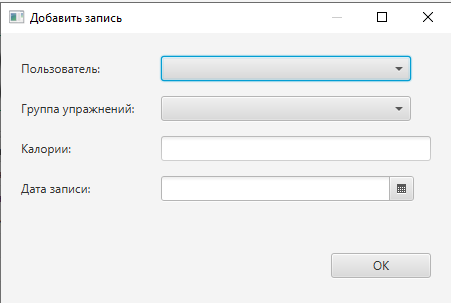 Добавить запись
Пользователь:
Группа упражнений:
Калории:
Дата записи:
OK